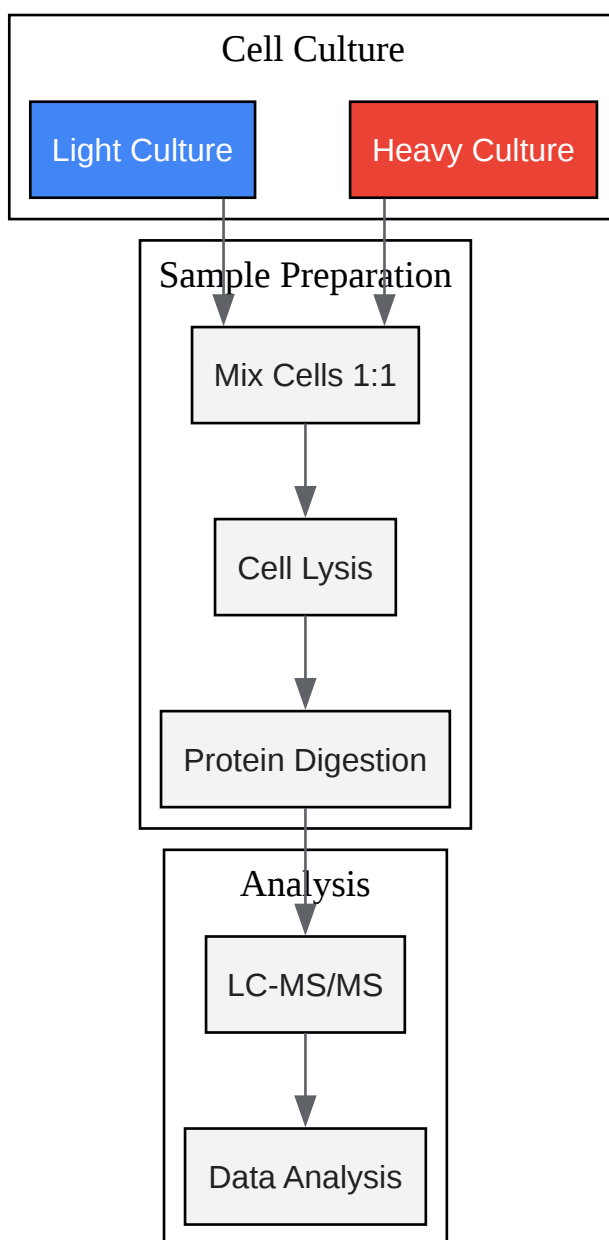 Cell Culture
Light Culture
Heavy Culture
Sample Preparation
Mix Cells 1:1
Cell Lysis
Protein Digestion
Analysis
LC-MS/MS
Data Analysis